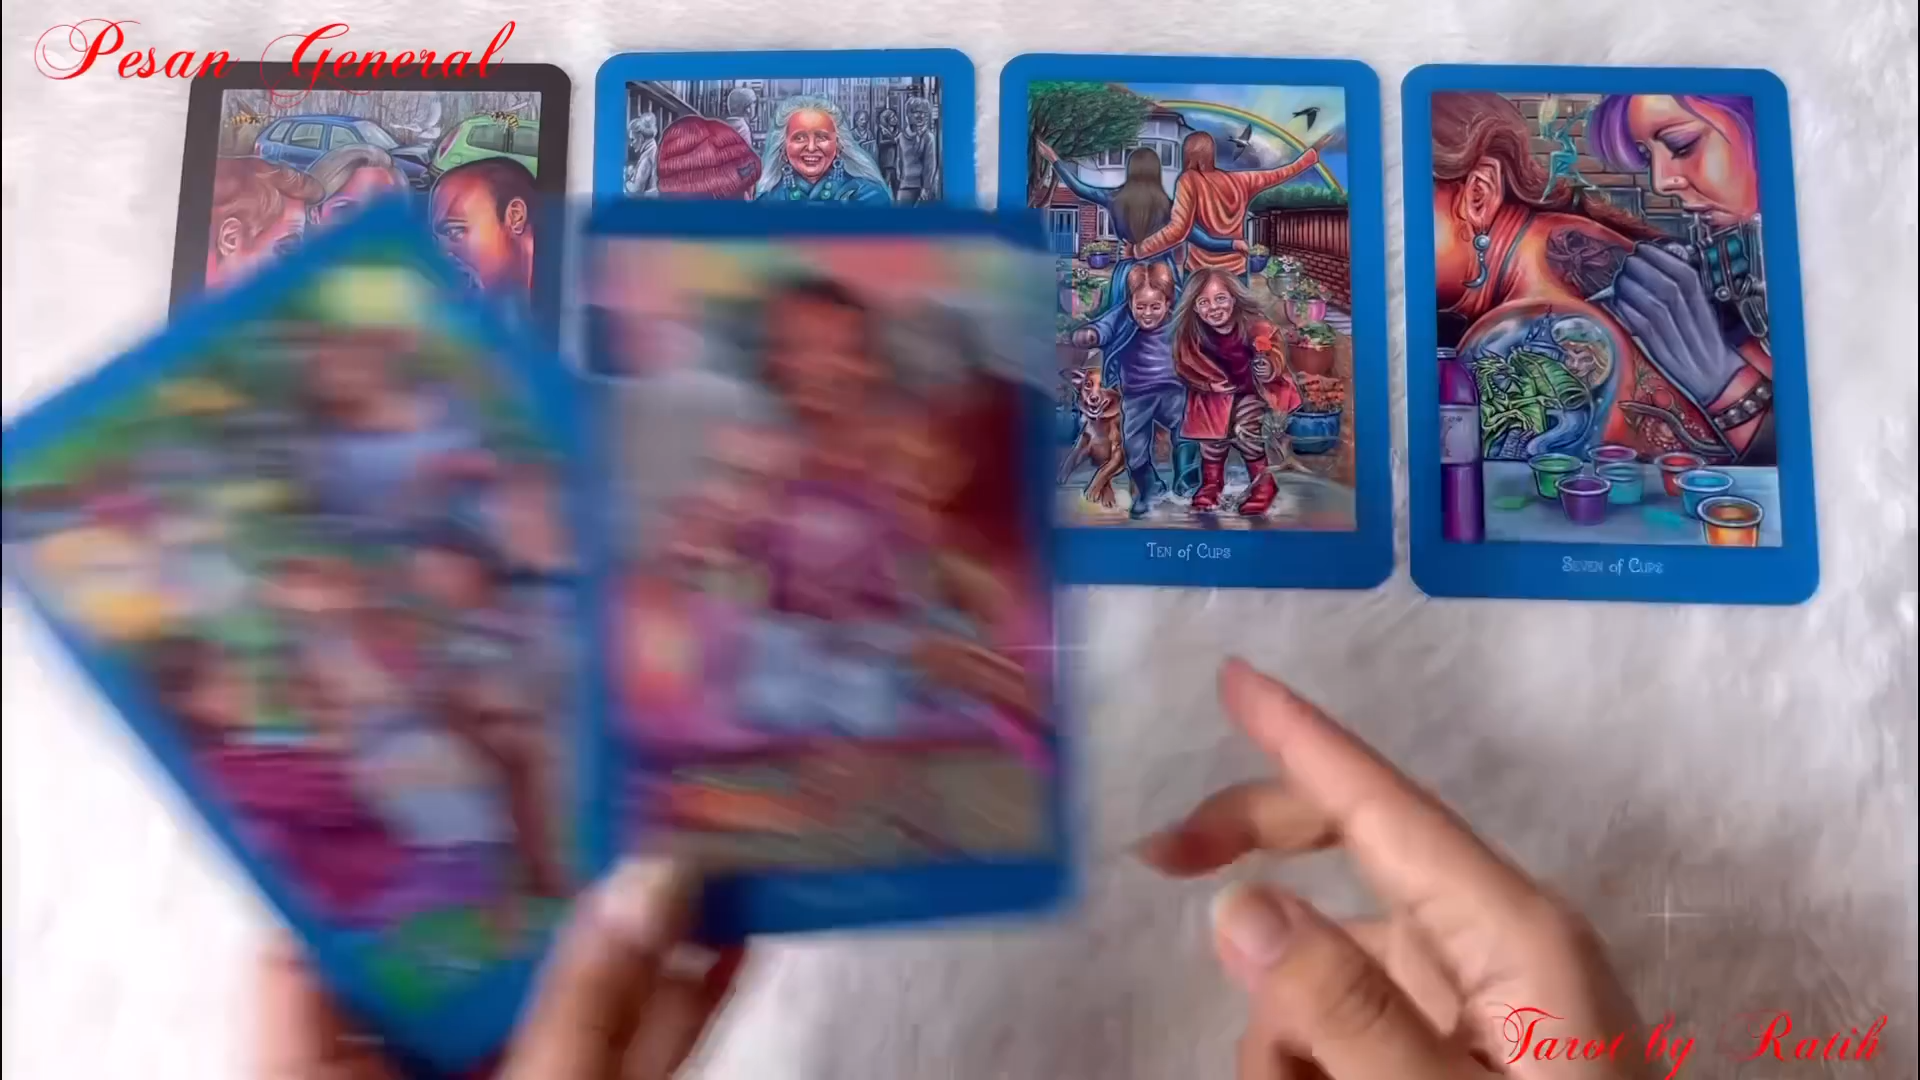 Pesan General
Ten of Cups
Seven of Cups
Tarot by Ratih